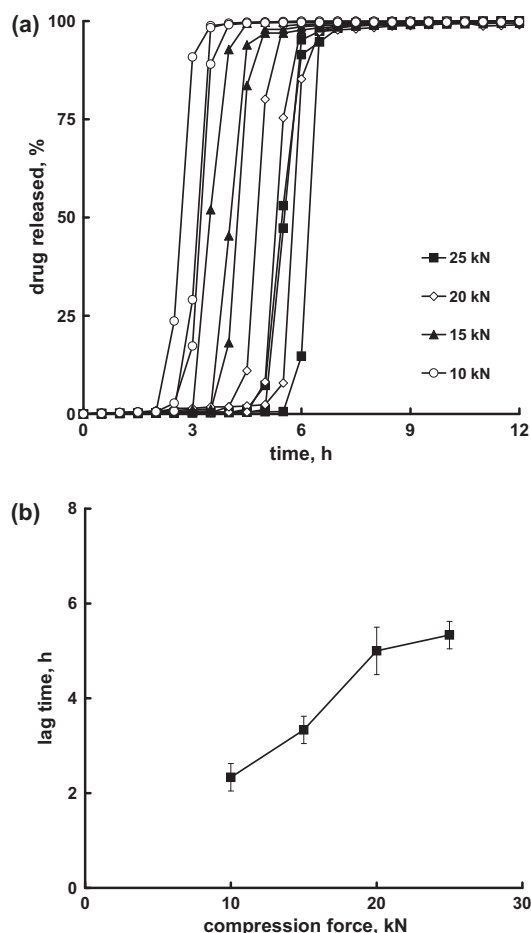 (a)
100
75
50
25
0
drug released, %
25 kN
20 kN
15 kN
10 kN
0 3 6 9 12
time, h
(b)
8
6
4
2
0
lag time, h
0 10 20 30
compression force, kN